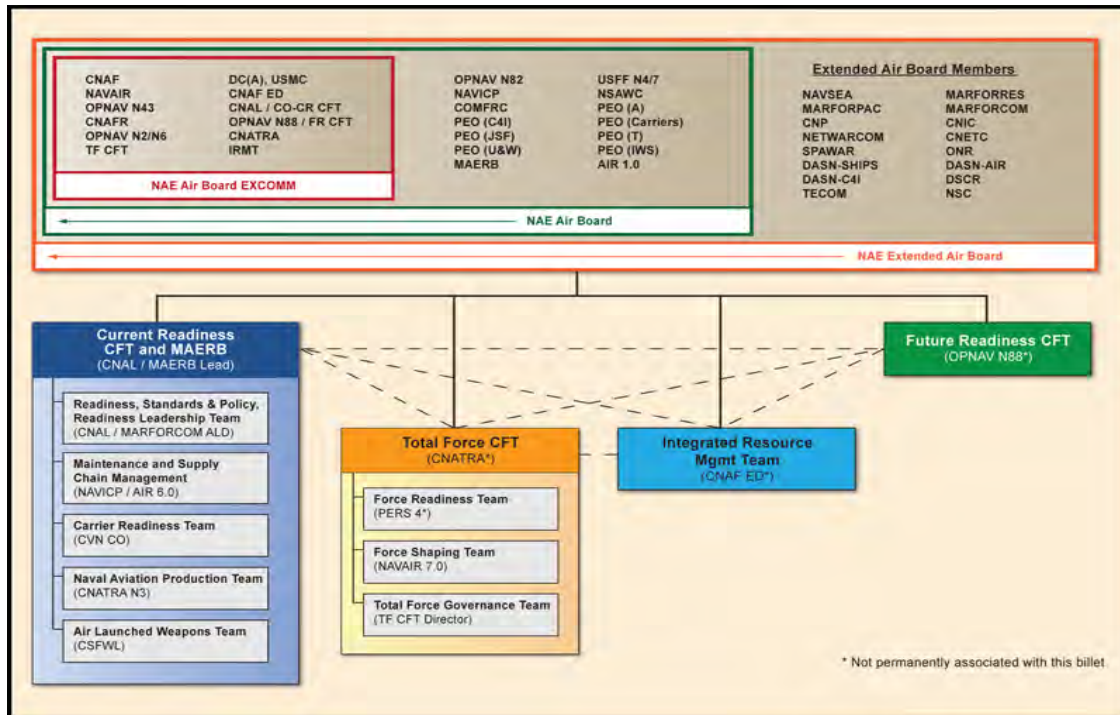 CNAF
NAVAIR
OPNAV N43
CNAFR
OPNAV N2/N6
TF CFT
DC(A), USMC
CNAF ED
CNAL / CO-CR CFT
OPNAV N88 / FR CFT
CNATRA
IRMT
NAE Air Board EXCOMM
OPNAV N82
NAVICP
COMFRC
PEO (C4I)
PEO (JSF)
PEO (U&W)
MAERB
USFF N4/7
NSAWC
PEO (A)
PEO (Carriers)
PEO (T)
PEO (IWS)
AIR 1.0
NAE Air Board
Extended Air Board Members
NAVSEA
MARFORPAC
CNP
NETWARCOM
SPAWAR
DASN-SHIPS
DASN-C4I
TECOM
MARFORRES
MARFORCOM
CNIC
CNETC
ONR
DASN-AIR
DSCR
NSC
NAE Extended Air Board
Current Readiness
CFT and MAERB
(CNAL / MAERB Lead)
Readiness, Standards & Policy,
Readiness Leadership Team
(CNAL / MARFORCOM ALD)
Maintenance and Supply
Chain Management
(NAVICP / AIR 6.0)
Carrier Readiness Team
(CVN CO)
Naval Aviation Production Team
(CNATRA N3)
Air Launched Weapons Team
(CSFWL)
Total Force CFT
(CNATRA*)
Force Readiness Team
(PERS 4*)
Force Shaping Team
(NAVAIR 7.0)
Total Force Governance Team
(TF CFT Director)
Integrated Resource
Mgmt Team
(CNAF ED*)
Future Readiness CFT
(OPNAV N88*)
* Not permanently associated with this billet